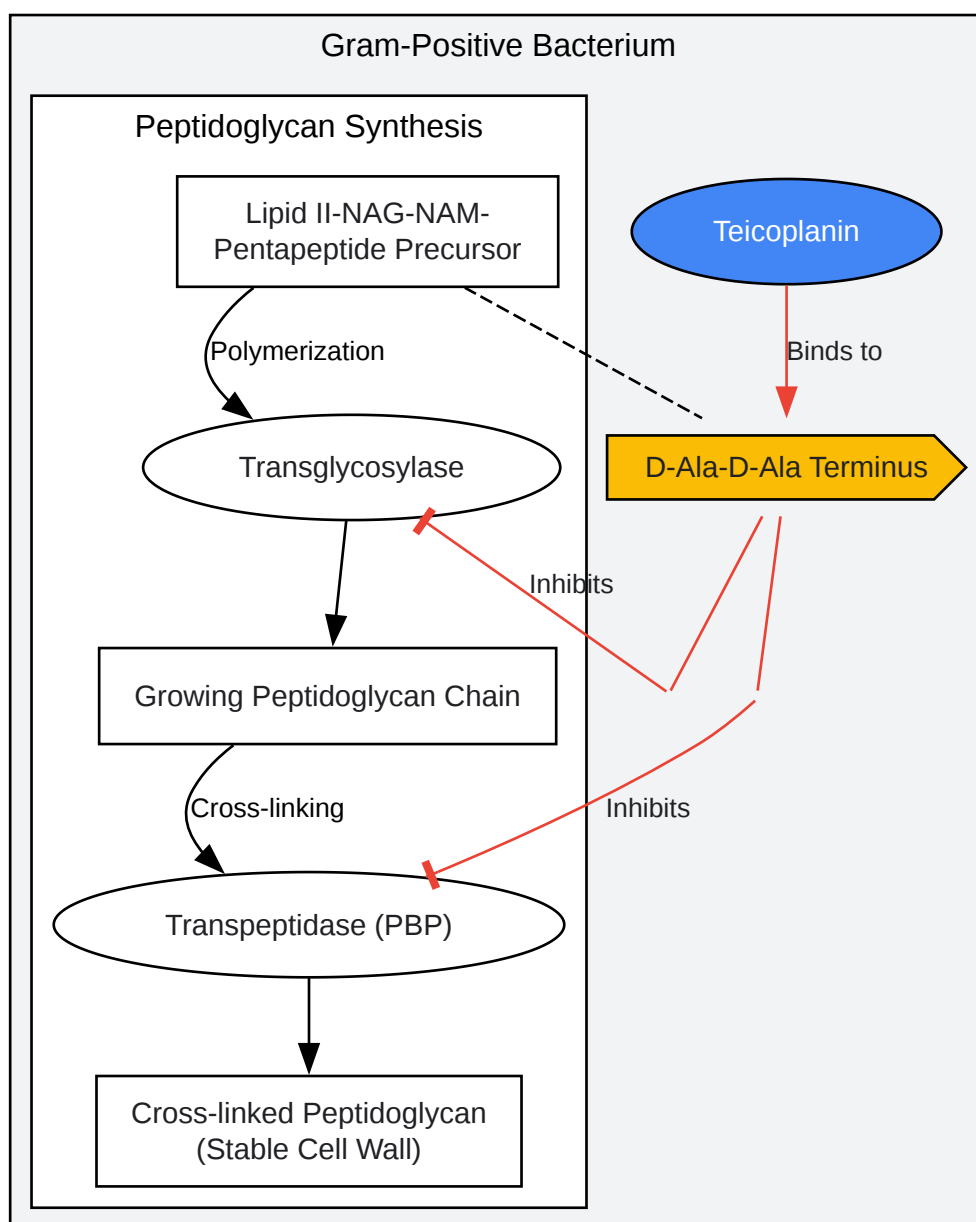 Gram-Positive Bacterium
Peptidoglycan Synthesis
Lipid II-NAG-NAM-
Pentapeptide Precursor
Teicoplanin
Polymerization
Binds to
Transglycosylase
D-Ala-D-Ala Terminus
Inhibits
Growing Peptidoglycan Chain
Cross-linking
Inhibits
Transpeptidase (PBP)
Cross-linked Peptidoglycan
(Stable Cell Wall)